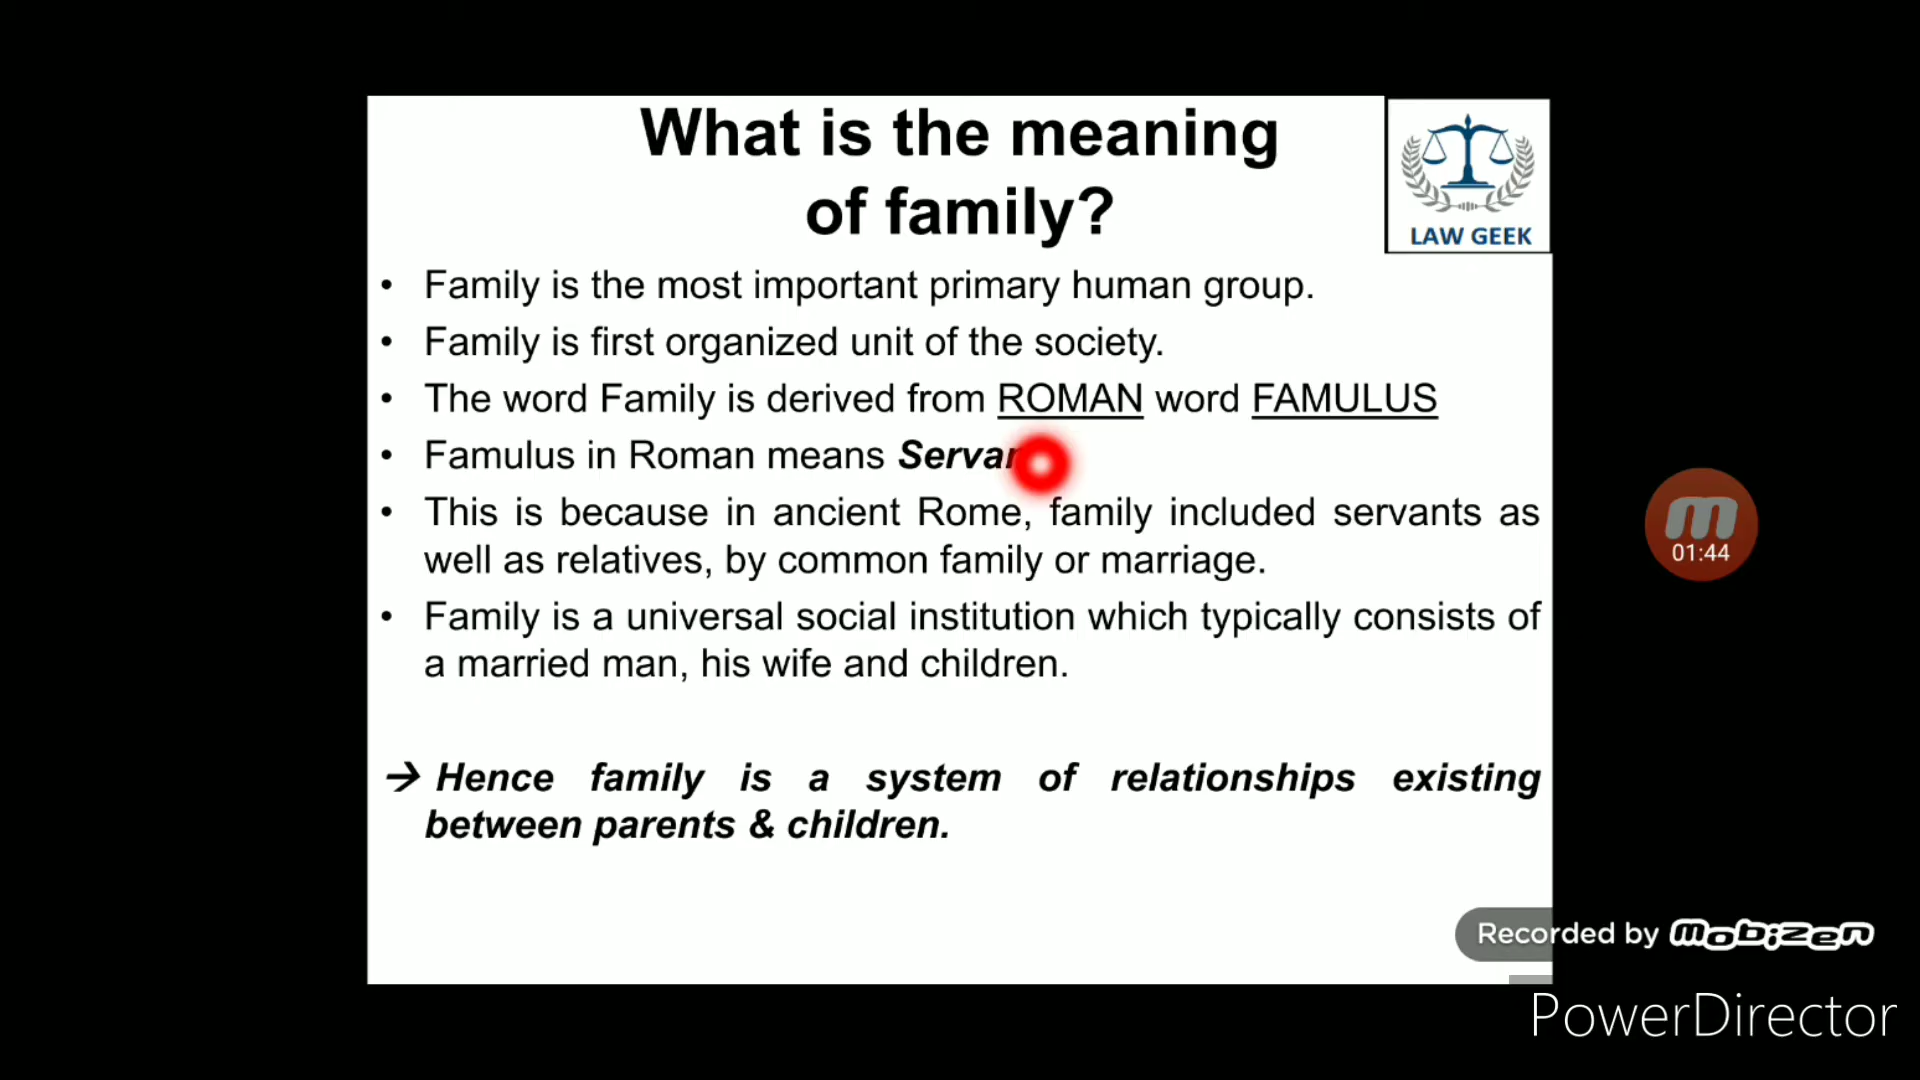 What is the meaning
of family?
LAW GEEK
• Family is the most important primary human group.
• Family is first organized unit of the society.
• The word Family is derived from ROMAN word FAMULUS
• Famulus in Roman means
• This is because in ancient Rome, family included servants as
well as relatives, by common family or marriage.
• Family is a universal social institution which typically consists of
a married man, his wife and children.
→ Hence family is a system of relationships existing
between parents & children.
m
01:44
Recorded by mobizen
PowerDirector